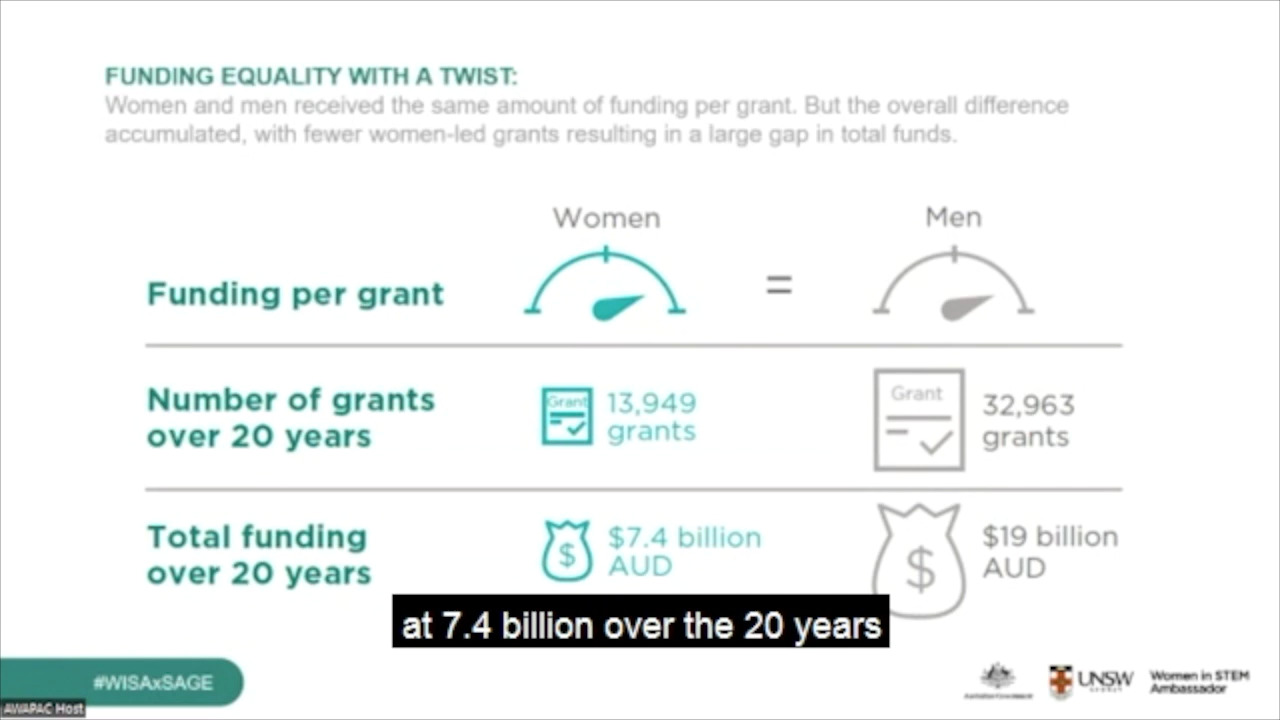 FUNDING EQUALITY WITH A TWIST:
Women and men received the same amount of funding per grant. But the overall difference
accumulated, with fewer women-led grants resulting in a large gap in total funds.
Women
Men
Funding per grant
=
Number of grants
over 20 years
Grant
13,949
grants
Grant
32,963
grants
Total funding
over 20 years
$
$7.4 billion
AUD
$
$19 billion
AUD
at 7.4 billion over the 20 years
#WISAxSAGE
AWAPAC Host
Australian Government
UNSW
SYDNEY
Women in STEM
Ambassador